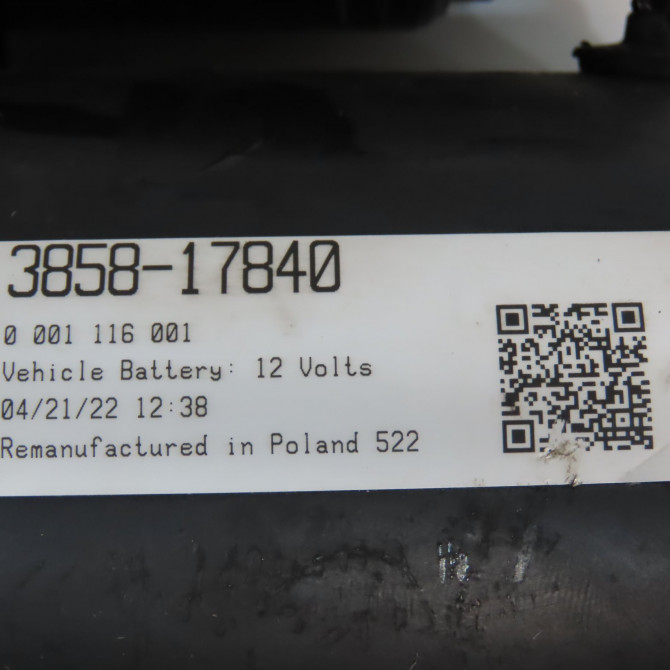 3858-17840
0 001 116 001
Vehicle Battery: 12 Volts
04/21/22 12:38
Remanufactured in Poland 522